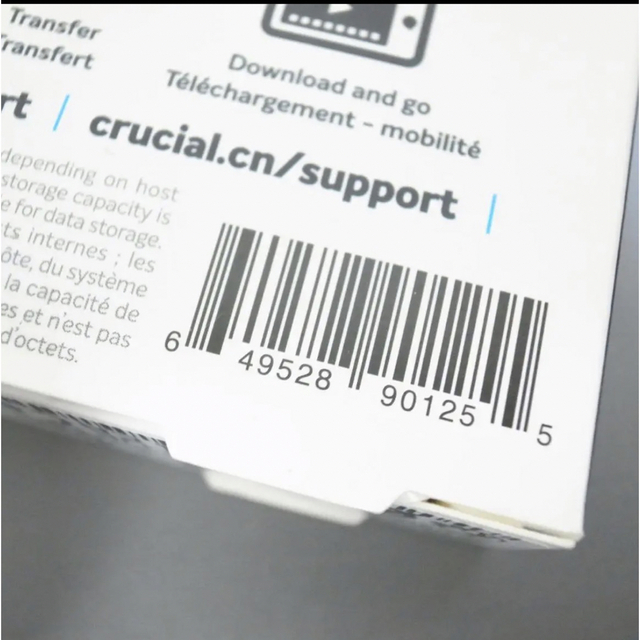 Transfer
Transfert
Download and go
Téléchargement – mobilité
rt | crucial.cn/support |
depending on host
storage capacity is
e for data storage.
ts internes ; les
ôte, du système
la capacité de
es et n'est pas
d'octets.
6 49528 90125 5